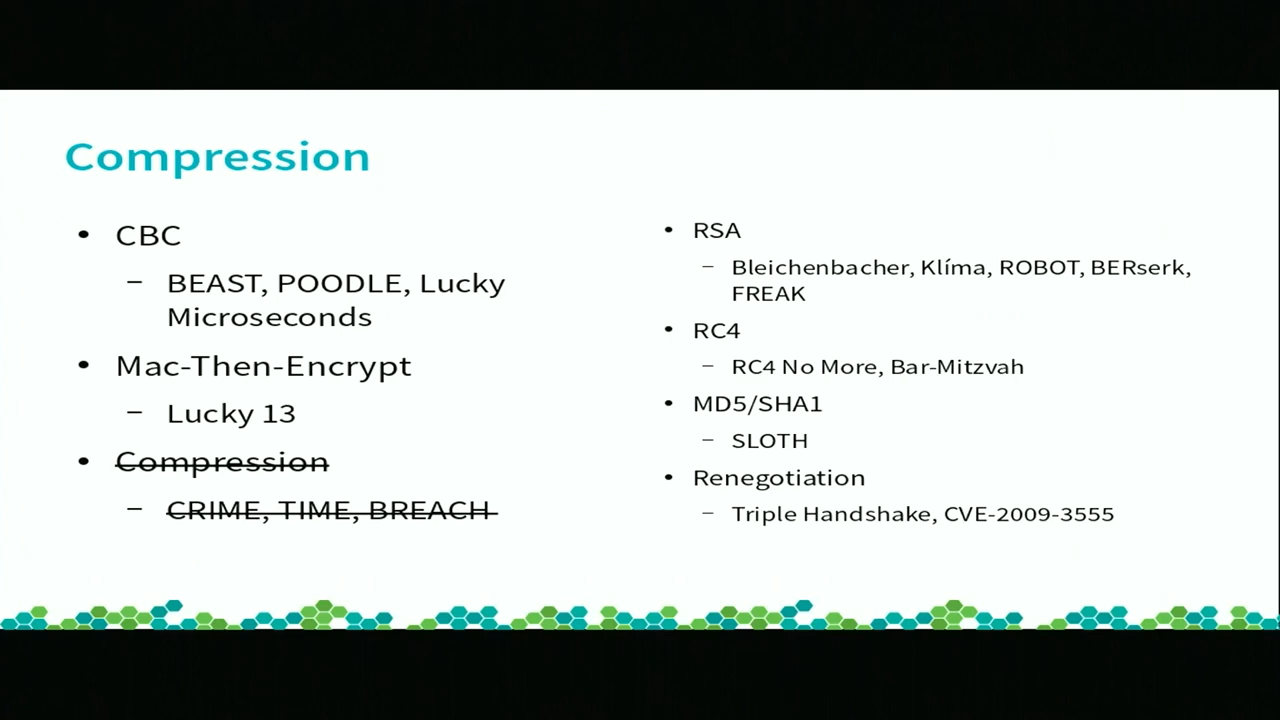 Compression
• CBC
– BEAST, POODLE, Lucky
Microseconds
• Mac-Then-Encrypt
– Lucky 13
• Compression
– CRIME, TIME, BREACH
• RSA
– Bleichenbacher, Klíma, ROBOT, BERserk,
FREAK
• RC4
– RC4 No More, Bar-Mitzvah
• MD5/SHA1
– SLOTH
• Renegotiation
– Triple Handshake, CVE-2009-3555